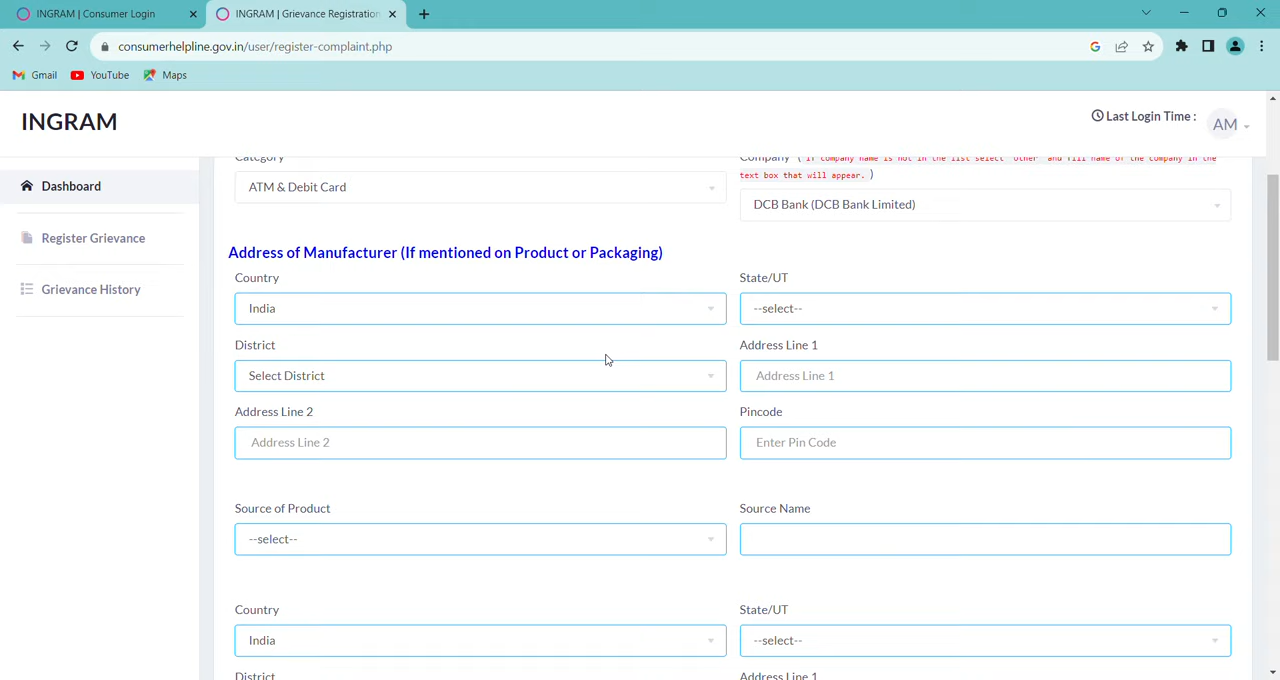 INGRAM | Consumer Login
INGRAM | Grievance Registration
consumerhelpline.gov.in/user/register-complaint.php
Gmail YouTube Maps
INGRAM
Last Login Time :
AM
Dashboard
Register Grievance
Grievance History
Category
Company ( If company name is not in the list select "other" and fill name of the company in the
text box that will appear. )
ATM & Debit Card
DCB Bank (DCB Bank Limited)
Address of Manufacturer (If mentioned on Product or Packaging)
Country
State/UT
India
--select--
District
Address Line 1
Select District
Address Line 1
Address Line 2
Pincode
Address Line 2
Enter Pin Code
Source of Product
Source Name
--select--
Country
State/UT
India
--select--
District
Address Line 1